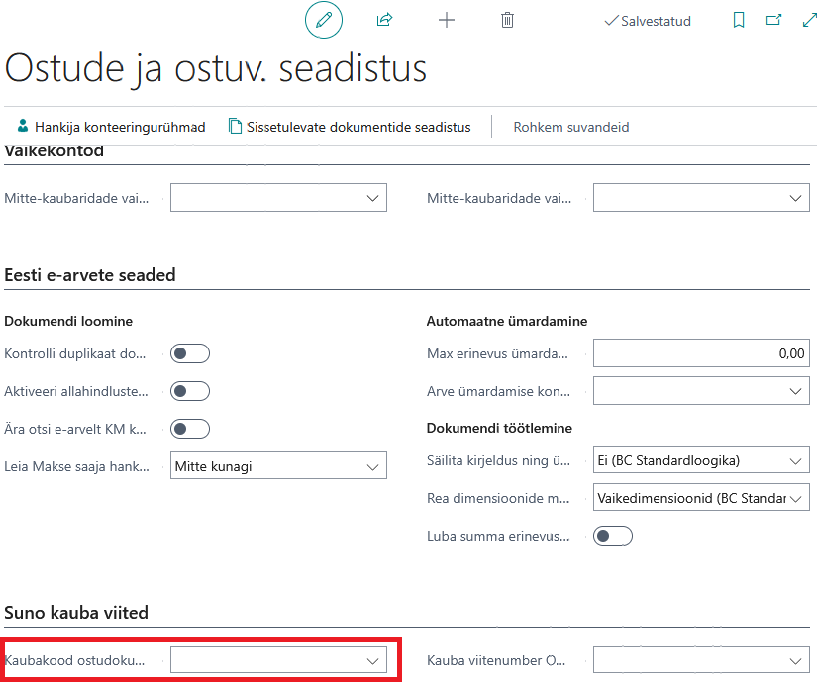 Salvestatud
Ostude ja ostuv. seadistus
Hankija konteeringurühmad
Sissetulevate dokumentide seadistus
Rohkem suvandeid
Vaikekontod
Mitte-kaubaridade vai...
Mitte-kaubaridade vai...
Eesti e-arvete seaded
Dokumendi loomine
Kontrolli duplikaat do...
Aktiveeri allahindluste...
Ära otsi e-arvelt KM k...
Leia Makse saaja hank...
Mitte kunagi
Automaatne ümardamine
Max erinevus ümarda...
0,00
Arve ümardamise kon...
Dokumendi töötlemine
Säilita kirjeldus ning ü...
Ei (BC Standardloogika)
Rea dimensioonide m...
Vaikedimensioonid (BC Standar
Luba summa erinevus...
Suno kauba viited
Kaubakood ostudoku...
Kauba viitenumber O...